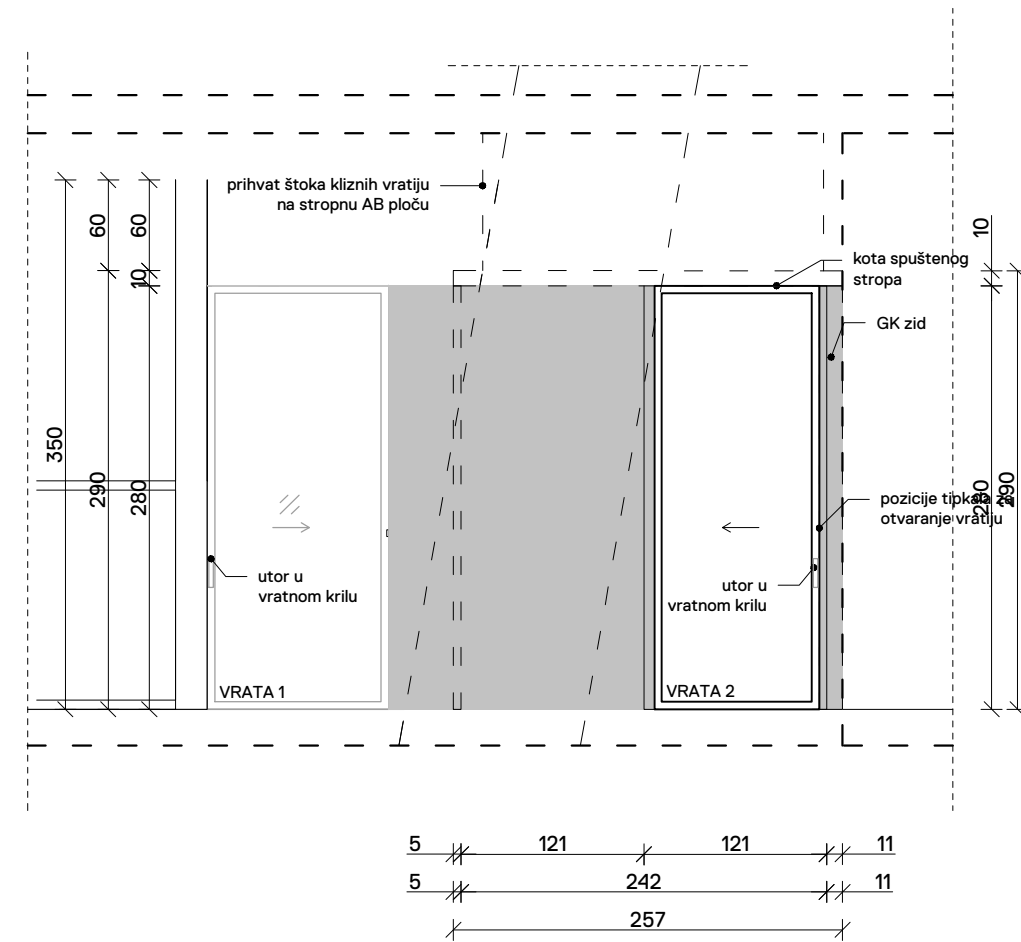 prihvat štoka kliznih vratiju
na stropnu AB ploču
60
60
10
10
kota spuštenog
stropa
GK zid
350
290
280
pozicije tipkala za
otvaranje vratiju
280
290
utor u
vratnom krilu
utor u
vratnom krilu
VRATA 1
VRATA 2
5
121
121
11
5
242
11
257